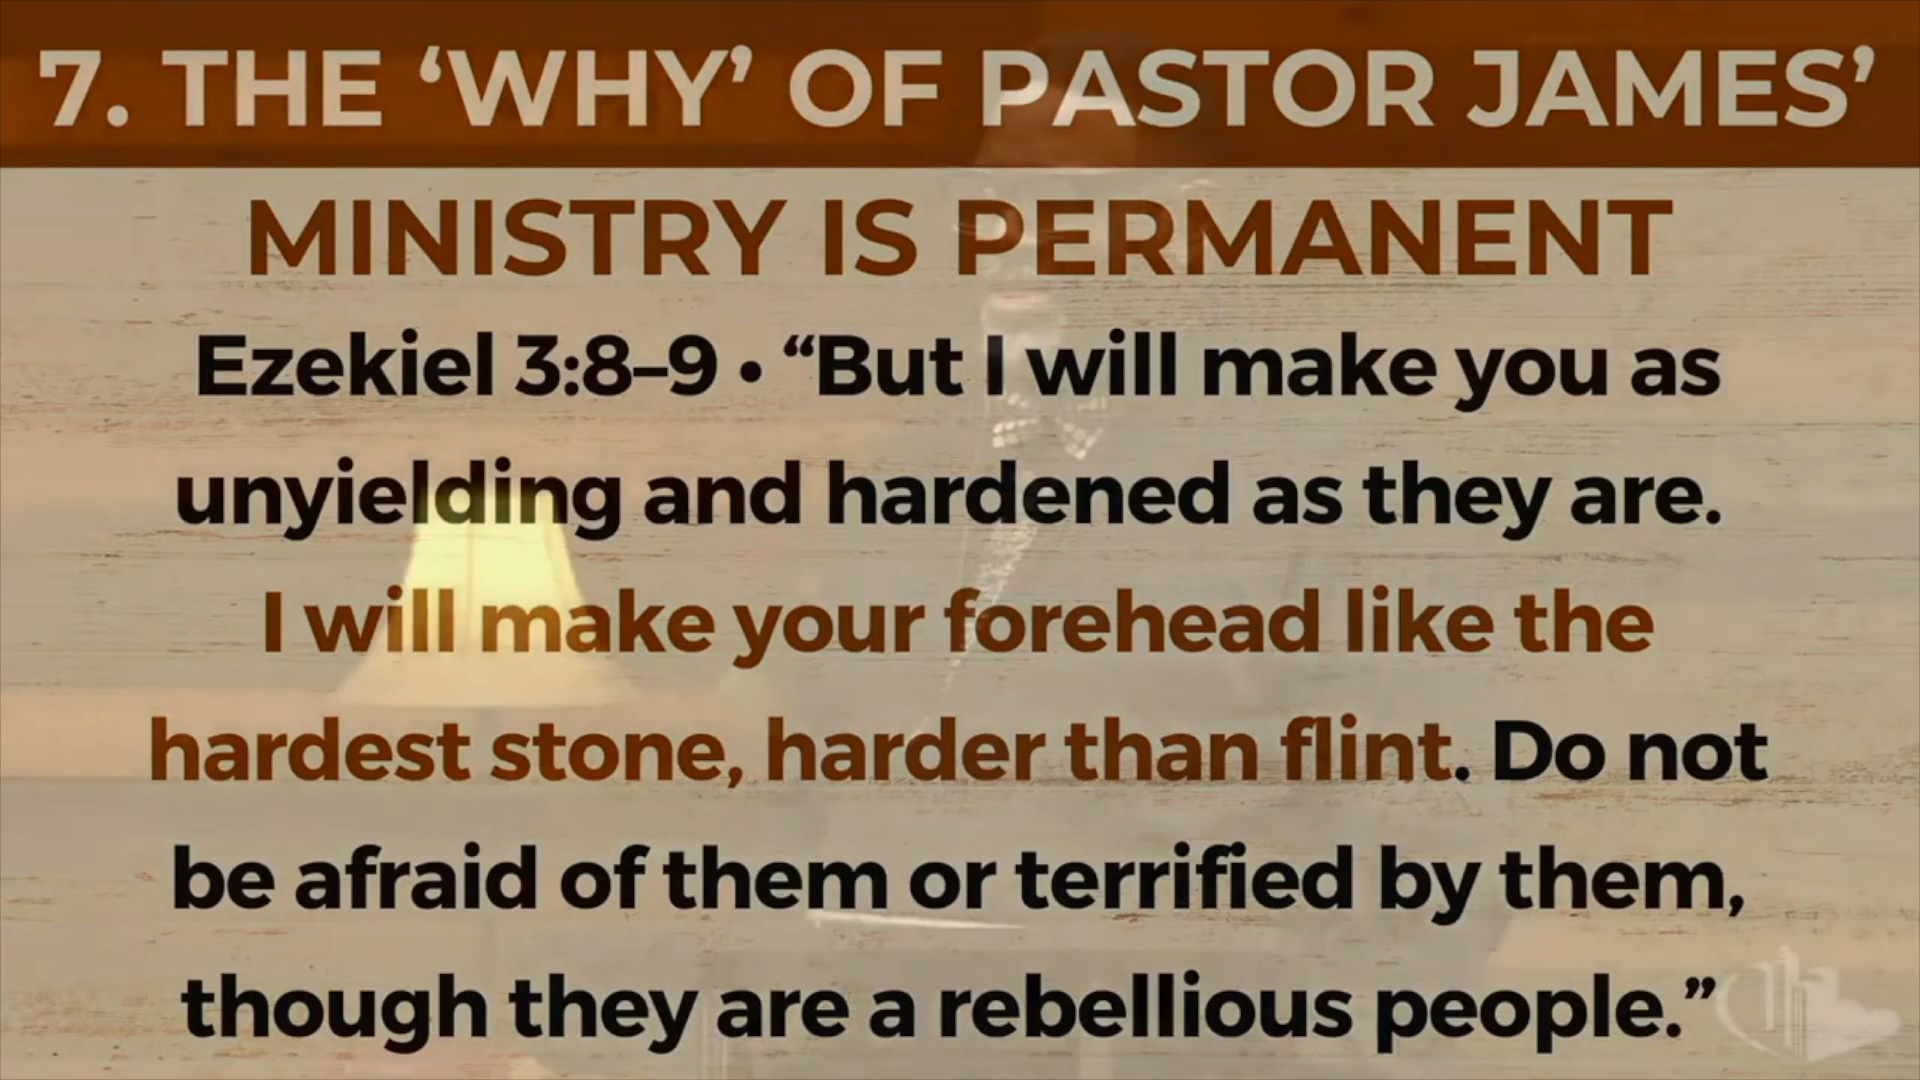 7. THE ‘WHY’ OF PASTOR JAMES’
MINISTRY IS PERMANENT
Ezekiel 3:8–9 • “But I will make you as
unyielding and hardened as they are.
I will make your forehead like the
hardest stone, harder than flint. Do not
be afraid of them or terrified by them,
though they are a rebellious people.”